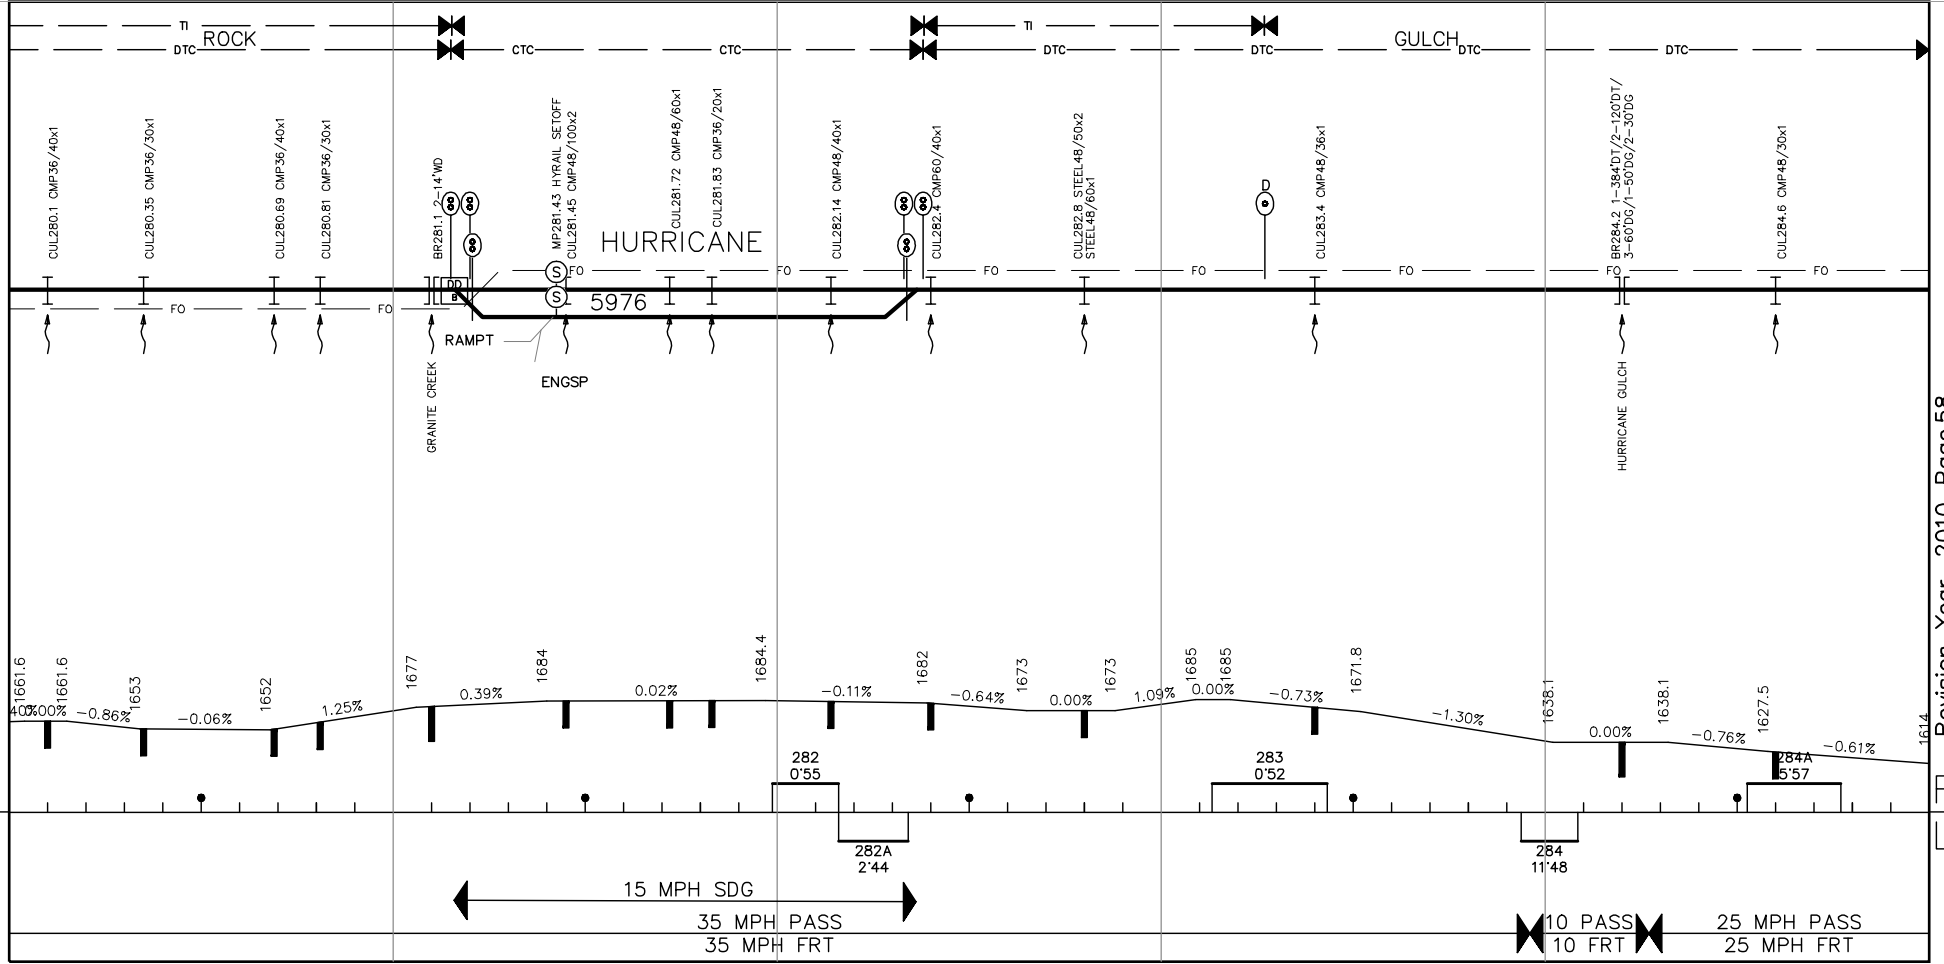 TI
TI
ROCK
GULCH
DTC
CTC
CTC
DTC
DTC
DTC
DTC
CUL280.1 CMP36/40x1
CUL280.35 CMP36/30x1
CUL280.69 CMP36/40x1
CUL280.81 CMP36/30x1
BR281.1 2-14'WD
MP281.43 HYRAIL SETOFF
CUL281.45 CMP48/100x2
CUL281.72 CMP48/60x1
CUL281.83 CMP36/20x1
CUL282.14 CMP48/40x1
CUL282.4 CMP60/40x1
CUL282.8 STEEL48/50x2
STEEL48/60x1
D
CUL283.4 CMP48/36x1
BR284.2 1-384'DT/2-120'DT/
3-60'DG/1-50'DG/2-30'DG
CUL284.6 CMP48/30x1
HURRICANE
S
FO
FO
FO
FO
FO
FO
FO
DD
B
S
5976
FO
FO
RAMPT
ENGSP
GRANITE CREEK
HURRICANE GULCH
1661.6
1661.6
1653
1652
1677
1684
1684.4
1682
1673
1673
1685
1685
1671.8
1638.1
1638.1
1627.5
1614
0.00%
-0.86%
-0.06%
1.25%
0.39%
0.02%
-0.11%
-0.64%
0.00%
1.09%
0.00%
-0.73%
-1.30%
0.00%
-0.76%
-0.61%
282
0'55
283
0'52
284A
5'57
282A
2'44
284
11'48
15 MPH SDG
35 MPH PASS
35 MPH FRT
10 PASS
10 FRT
25 MPH PASS
25 MPH FRT
Revision Year 2010 Page 58